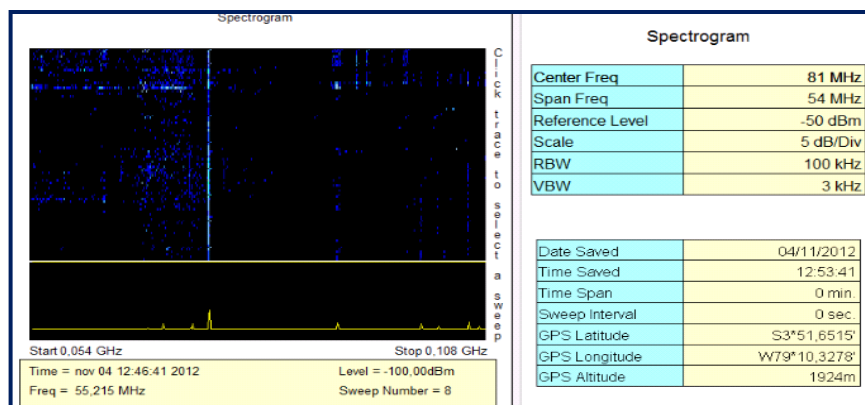 Spectrogram
Click trace to select a sweep
Start 0,054 GHz Stop 0,108 GHz
Time = nov 04 12:46:41 2012 Level = -100,00dBm
Freq = 55,215 MHz Sweep Number = 8
Spectrogram
Center Freq 81 MHz
Span Freq 54 MHz
Reference Level -50 dBm
Scale 5 dB/Div
RBW 100 kHz
VBW 3 kHz
Date Saved 04/11/2012
Time Saved 12:53:41
Time Span 0 min.
Sweep Interval 0 sec.
GPS Latitude S3*51,6515'
GPS Longitude W79*10,3278'
GPS Altitude 1924m